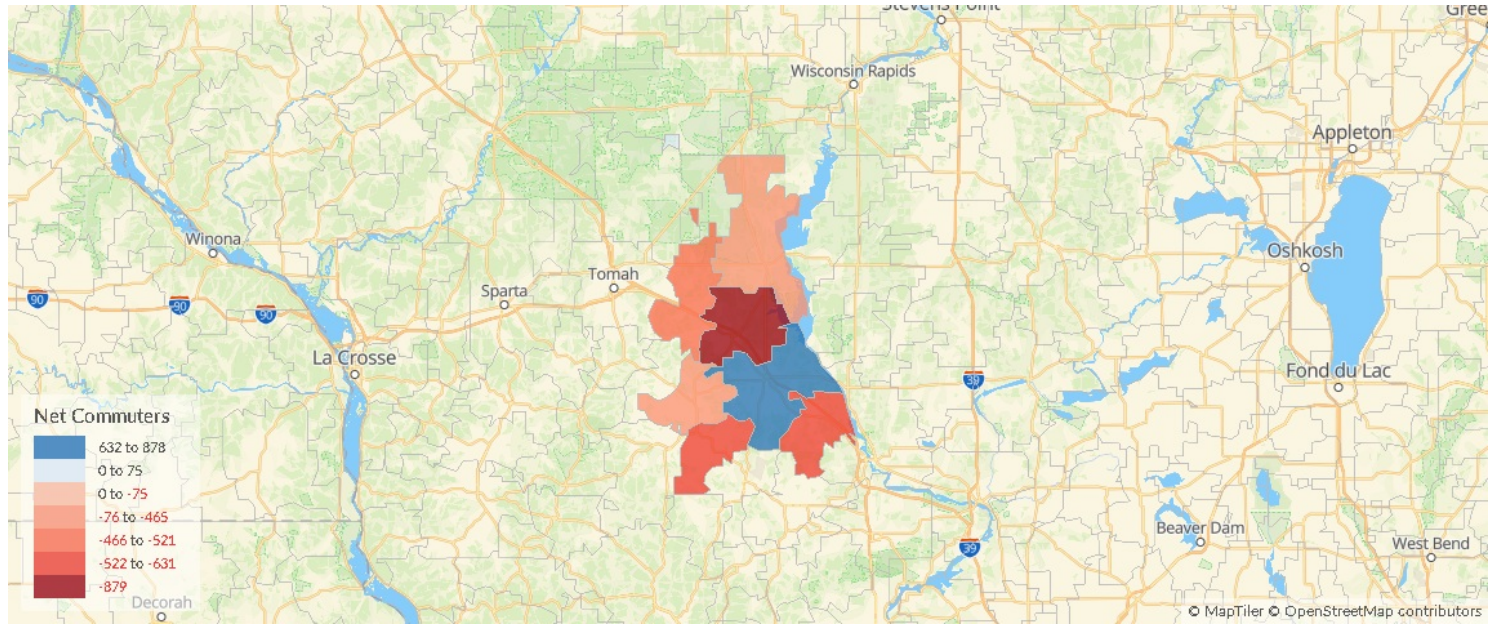 Stevens Point
Gree
Wisconsin Rapids
Appleton
Winona
Oshkosh
Tomah
Sparta
90
90
90
La Crosse
Fond du Lac
39
Net Commuters
632 to 878
0 to 75
0 to -75
-76 to -465
-466 to -521
-522 to -631
-879
Beaver Dam
39
West Bend
Decorah
© MapTiler © OpenStreetMap contributors